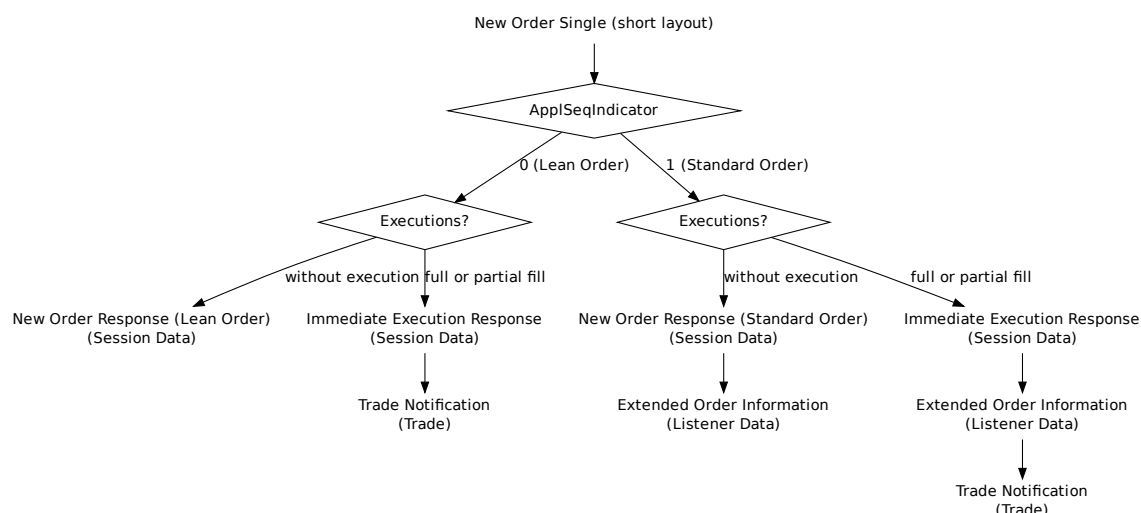 New Order Single (short layout)
ApplSeqIndicator
0 (Lean Order)
1 (Standard Order)
Executions?
Executions?
without execution
full or partial fill
without execution
full or partial fill
New Order Response (Lean Order)
(Session Data)
Immediate Execution Response
(Session Data)
New Order Response (Standard Order)
(Session Data)
Immediate Execution Response
(Session Data)
Trade Notification
(Trade)
Extended Order Information
(Listener Data)
Extended Order Information
(Listener Data)
Trade Notification
(Trade)